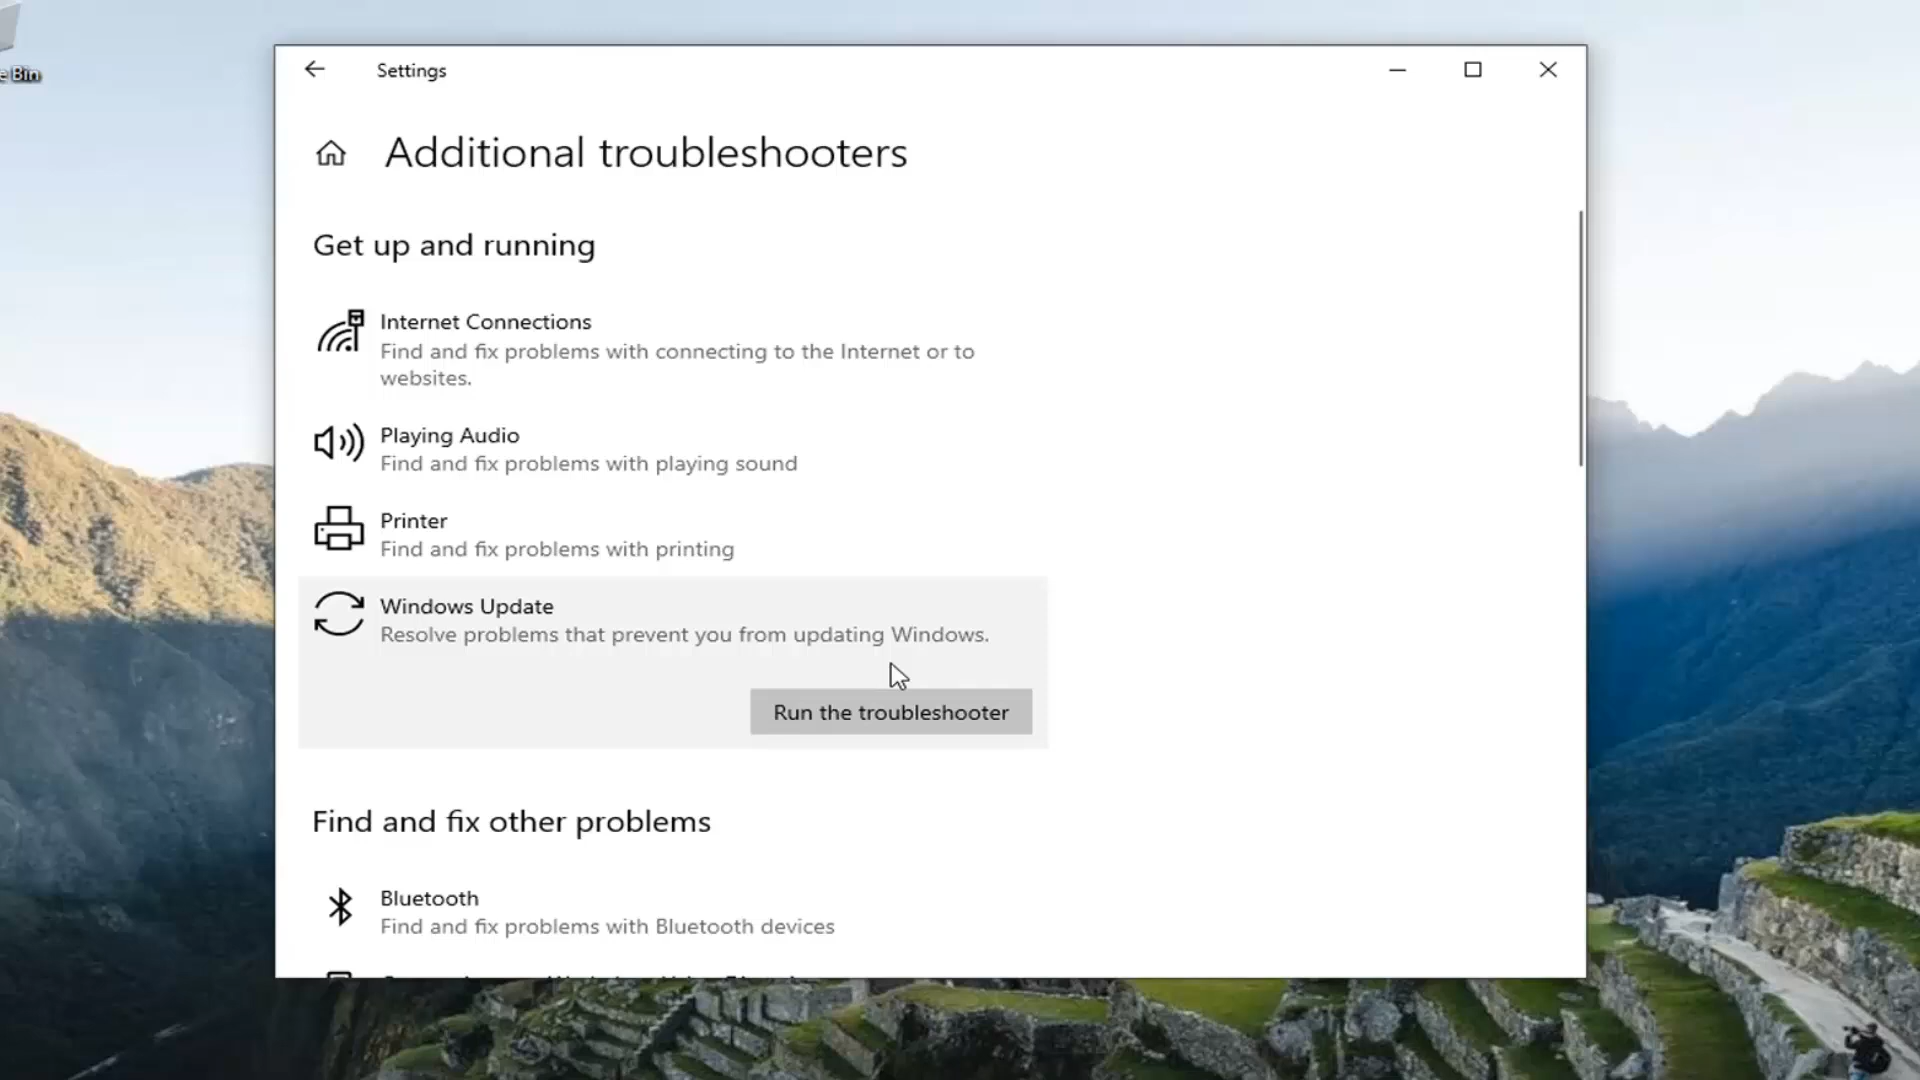 e Bin
Settings
Additional troubleshooters
Get up and running
Internet Connections
Find and fix problems with connecting to the Internet or to
websites.
Playing Audio
Find and fix problems with playing sound
Printer
Find and fix problems with printing
Windows Update
Resolve problems that prevent you from updating Windows.
Run the troubleshooter
Find and fix other problems
Bluetooth
Find and fix problems with Bluetooth devices